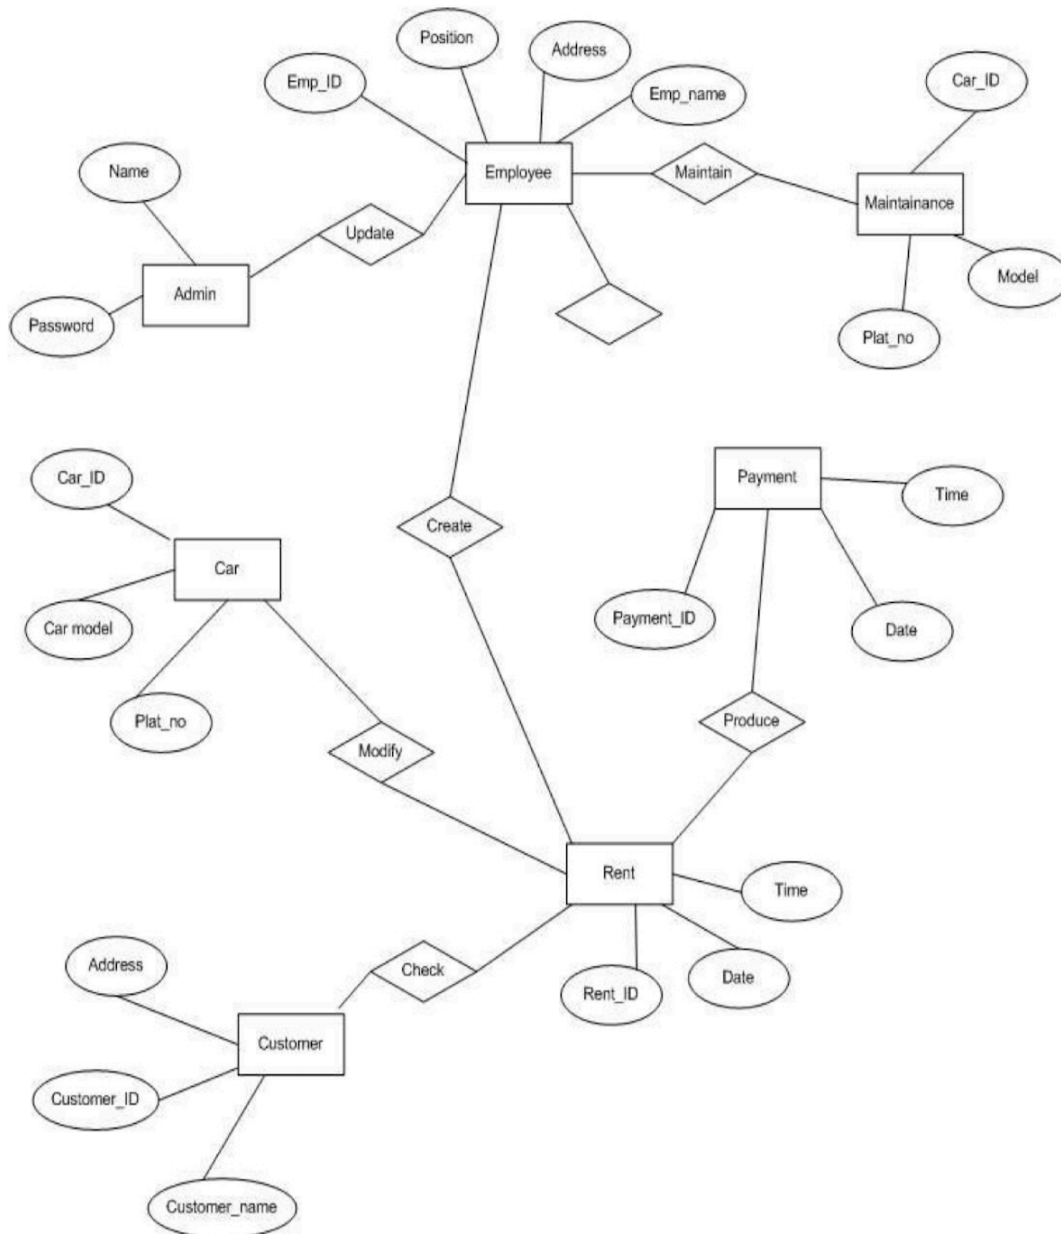 Position
Address
Emp_ID
Emp_name
Car_ID
Name
Employee
Maintain
Maintainance
Update
Admin
Model
Password
Plat_no
Car_ID
Payment
Time
Create
Car
Car model
Payment_ID
Date
Plat_no
Produce
Modify
Rent
Time
Address
Check
Date
Rent_ID
Customer
Customer_ID
Customer_name